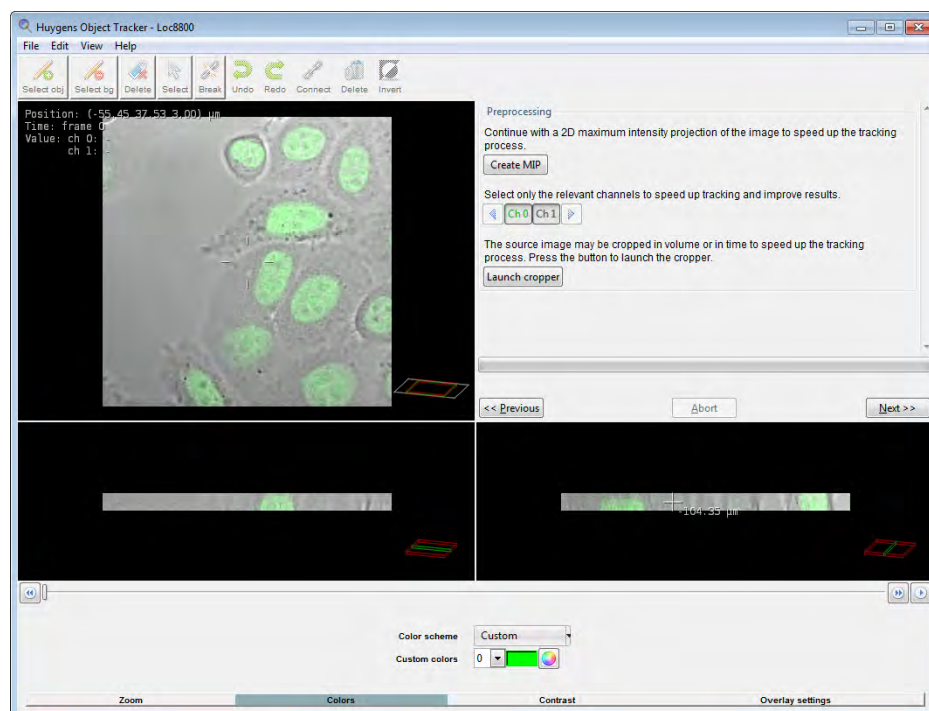 Huygens Object Tracker - Loc8800
File Edit View Help
Select obj Select bg Delete Select Break Undo Redo Connect Delete Invert
Position: (-55.45 37.53 3.00) μm
Time: frame 0
Value: ch 0: -
ch 1: -
Preprocessing
Continue with a 2D maximum intensity projection of the image to speed up the tracking
process.
Create MIP
Select only the relevant channels to speed up tracking and improve results.
Ch 0 Ch 1
The source image may be cropped in volume or in time to speed up the tracking
process. Press the button to launch the cropper.
Launch cropper
<< Previous Abort Next >>
-104.35 μm
Color scheme Custom
Custom colors 0
Zoom Colors Contrast Overlay settings